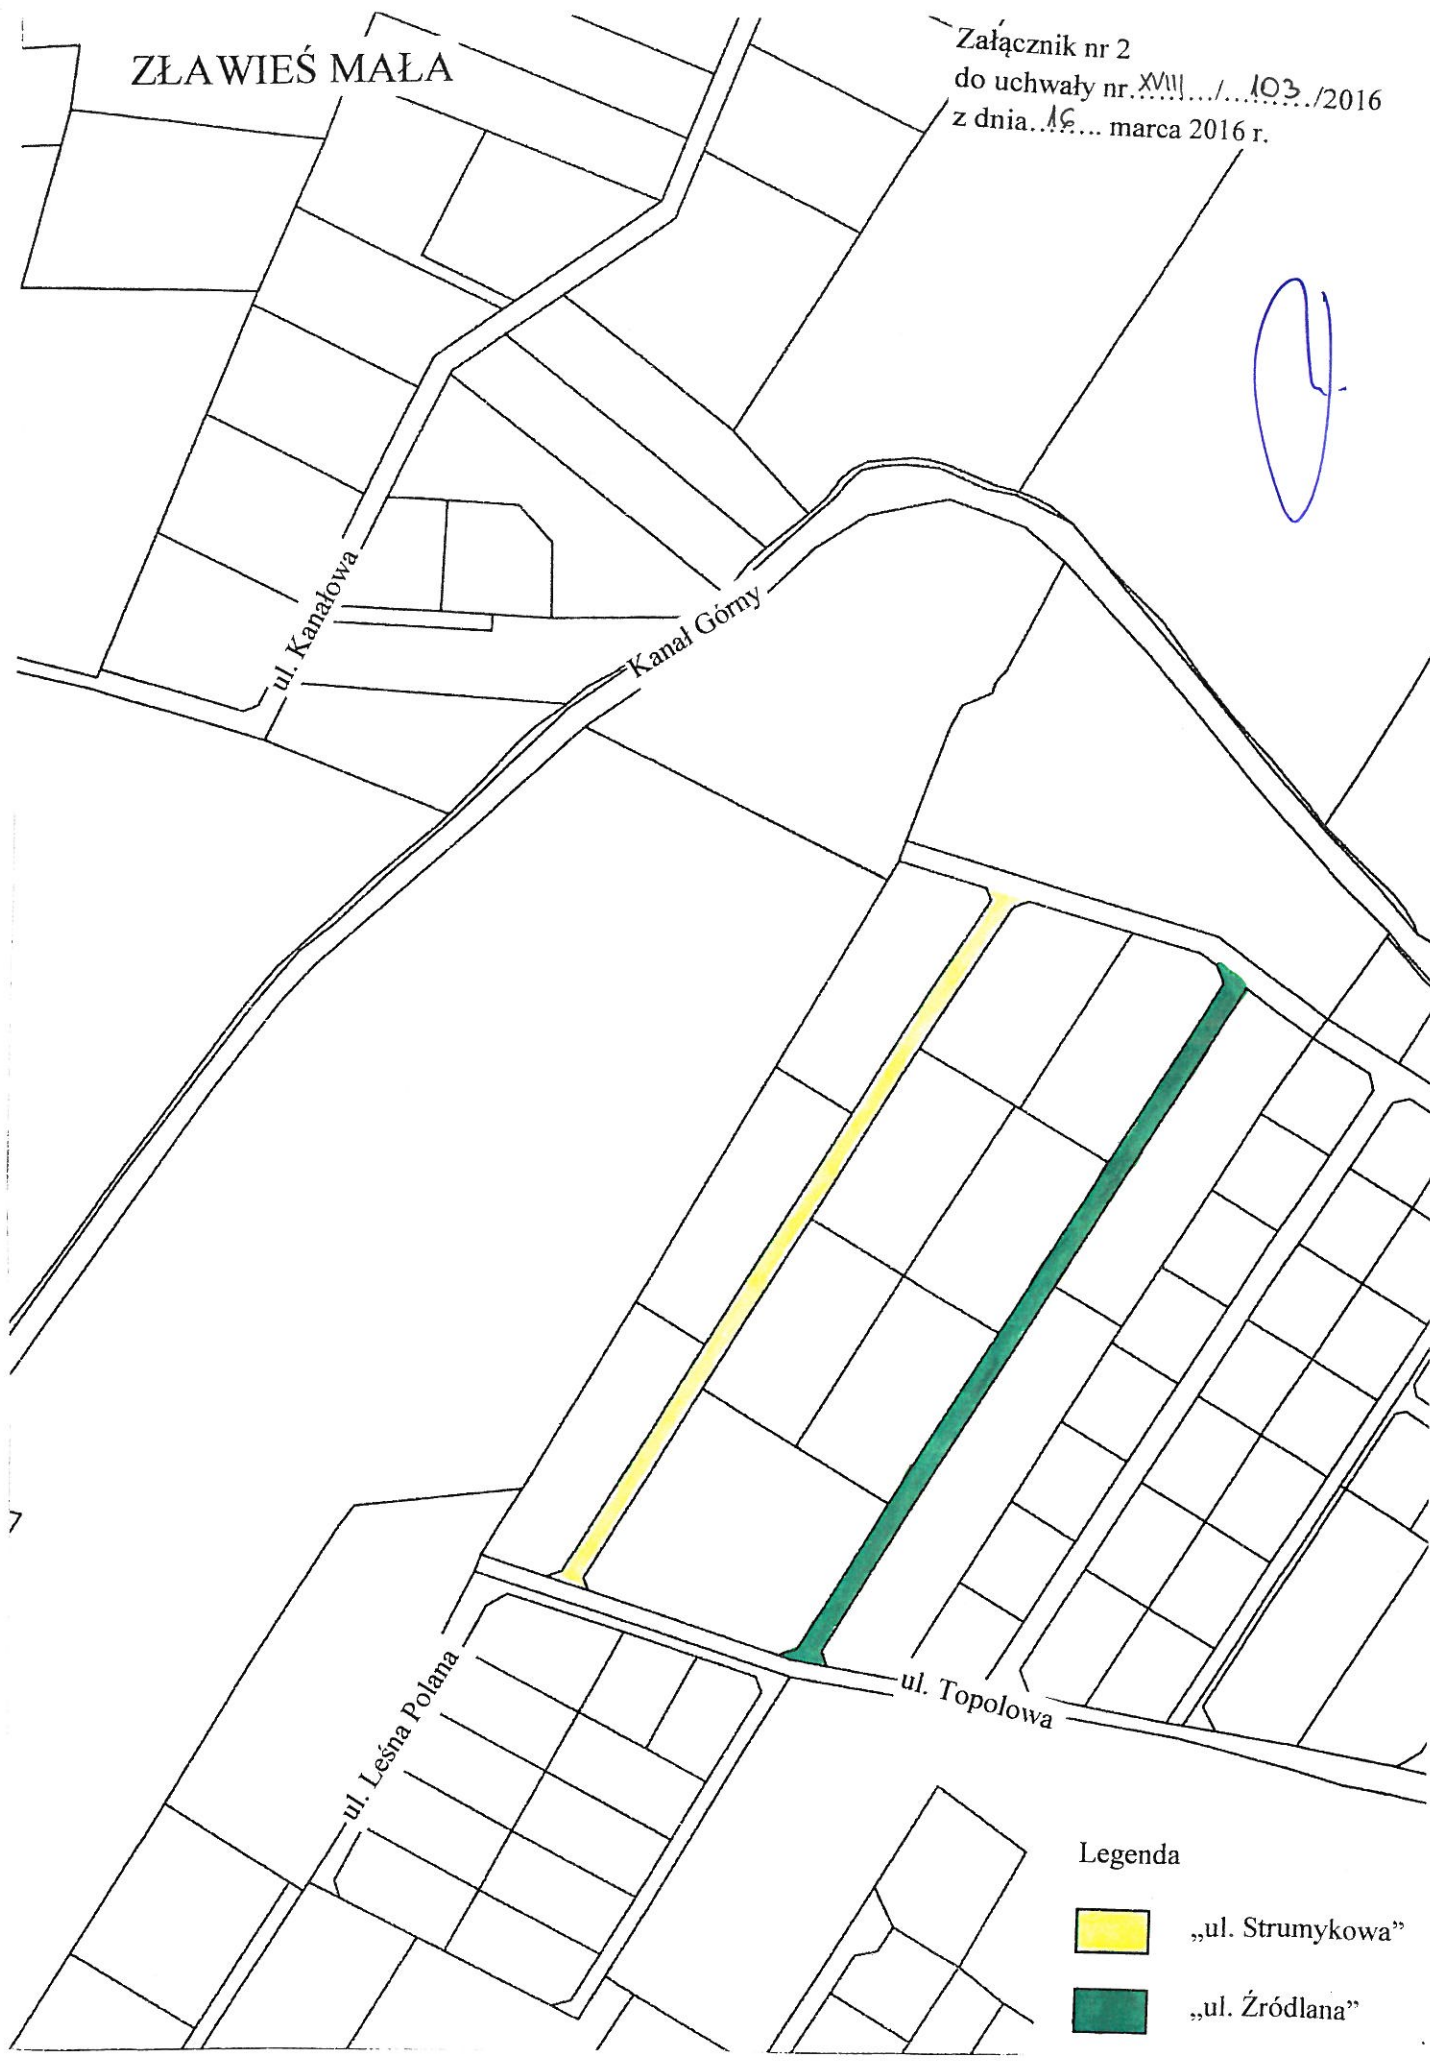 ZŁAWIEŚ MAŁA
Załącznik nr 2
do uchwały nr. XVIII / 103 /2016
z dnia 16 marca 2016 r.
ul. Kanałowa
Kanał Górny
ul. Leśna Polana
ul. Topolowa
Legenda
„ul. Strumykowa”
„ul. Źródlana”